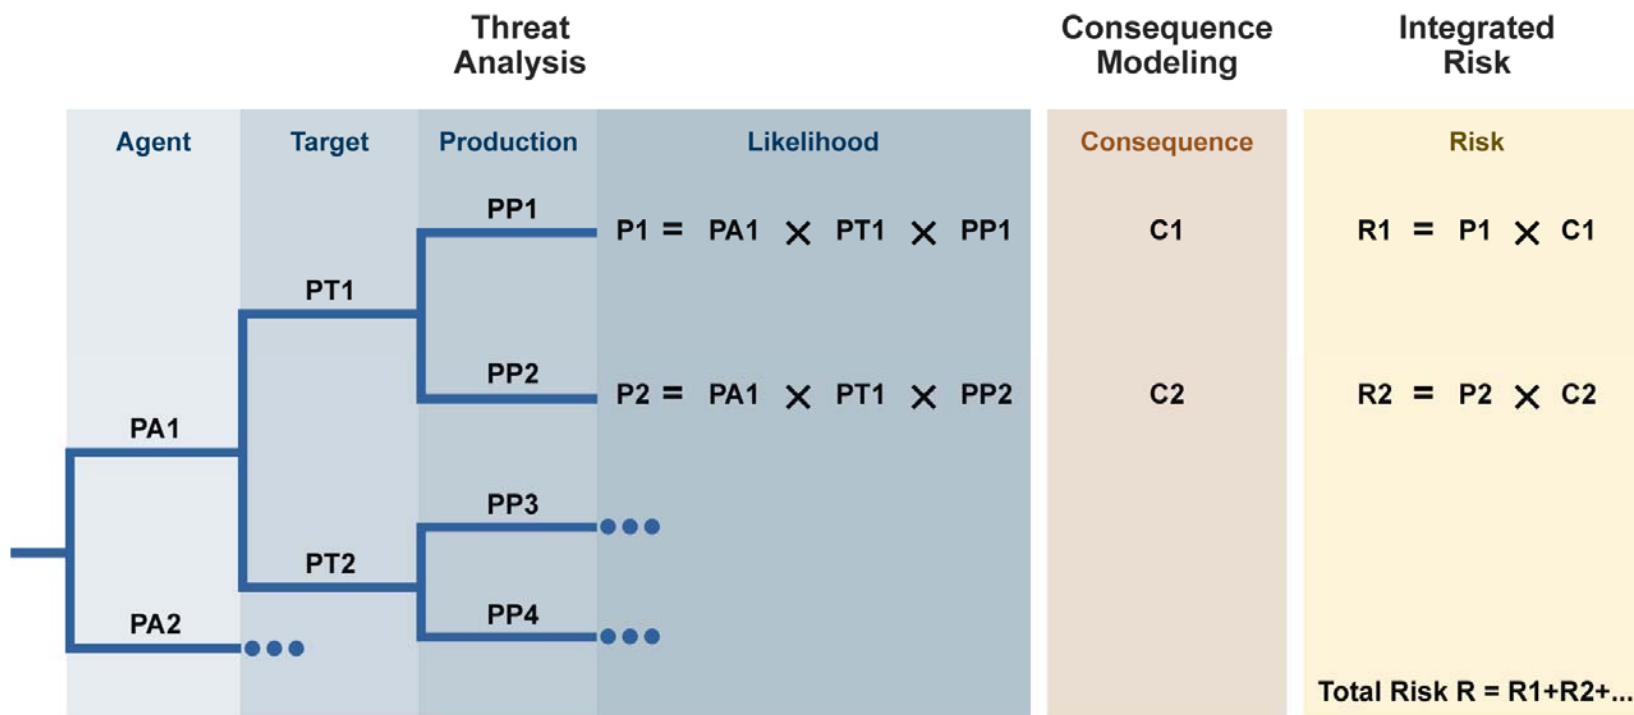 Threat
Analysis
Consequence
Modeling
Integrated
Risk
Agent
Target
Production
Likelihood
Consequence
Risk
PP1
P1 = PA1 × PT1 × PP1
C1
R1 = P1 × C1
PT1
PP2
P2 = PA1 × PT1 × PP2
C2
R2 = P2 × C2
PA1
PP3
PT2
PP4
PA2
Total Risk R = R1+R2+...